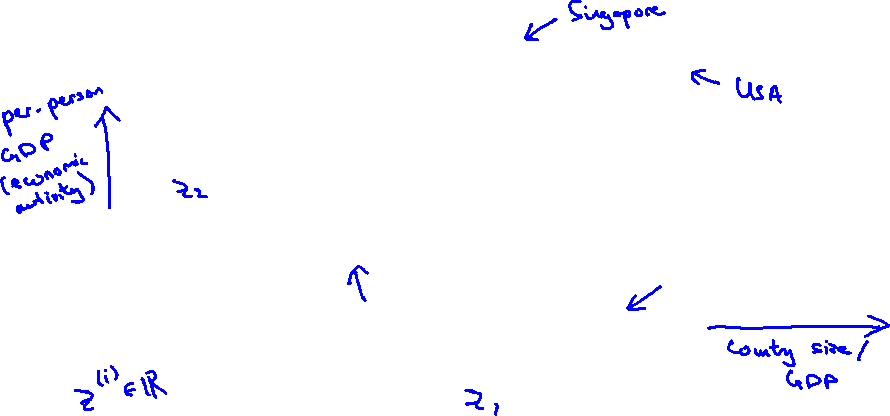 Singapore
USA
per-person
GDP
(economic
activity)
z₂
Country size/
GDP
z⁽ⁱ⁾ ∈ ℝ
z₁